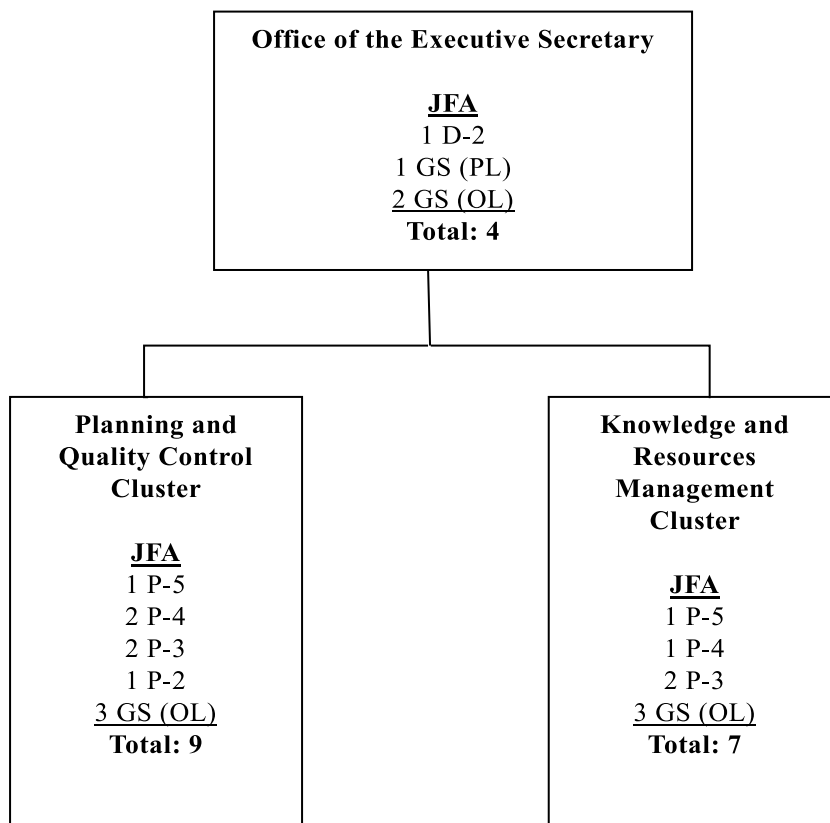 Office of the Executive Secretary
JFA
1 D-2
1 GS (PL)
2 GS (OL)
Total: 4
Planning and
Quality Control
Cluster
JFA
1 P-5
2 P-4
2 P-3
1 P-2
3 GS (OL)
Total: 9
Knowledge and
Resources
Management
Cluster
JFA
1 P-5
1 P-4
2 P-3
3 GS (OL)
Total: 7